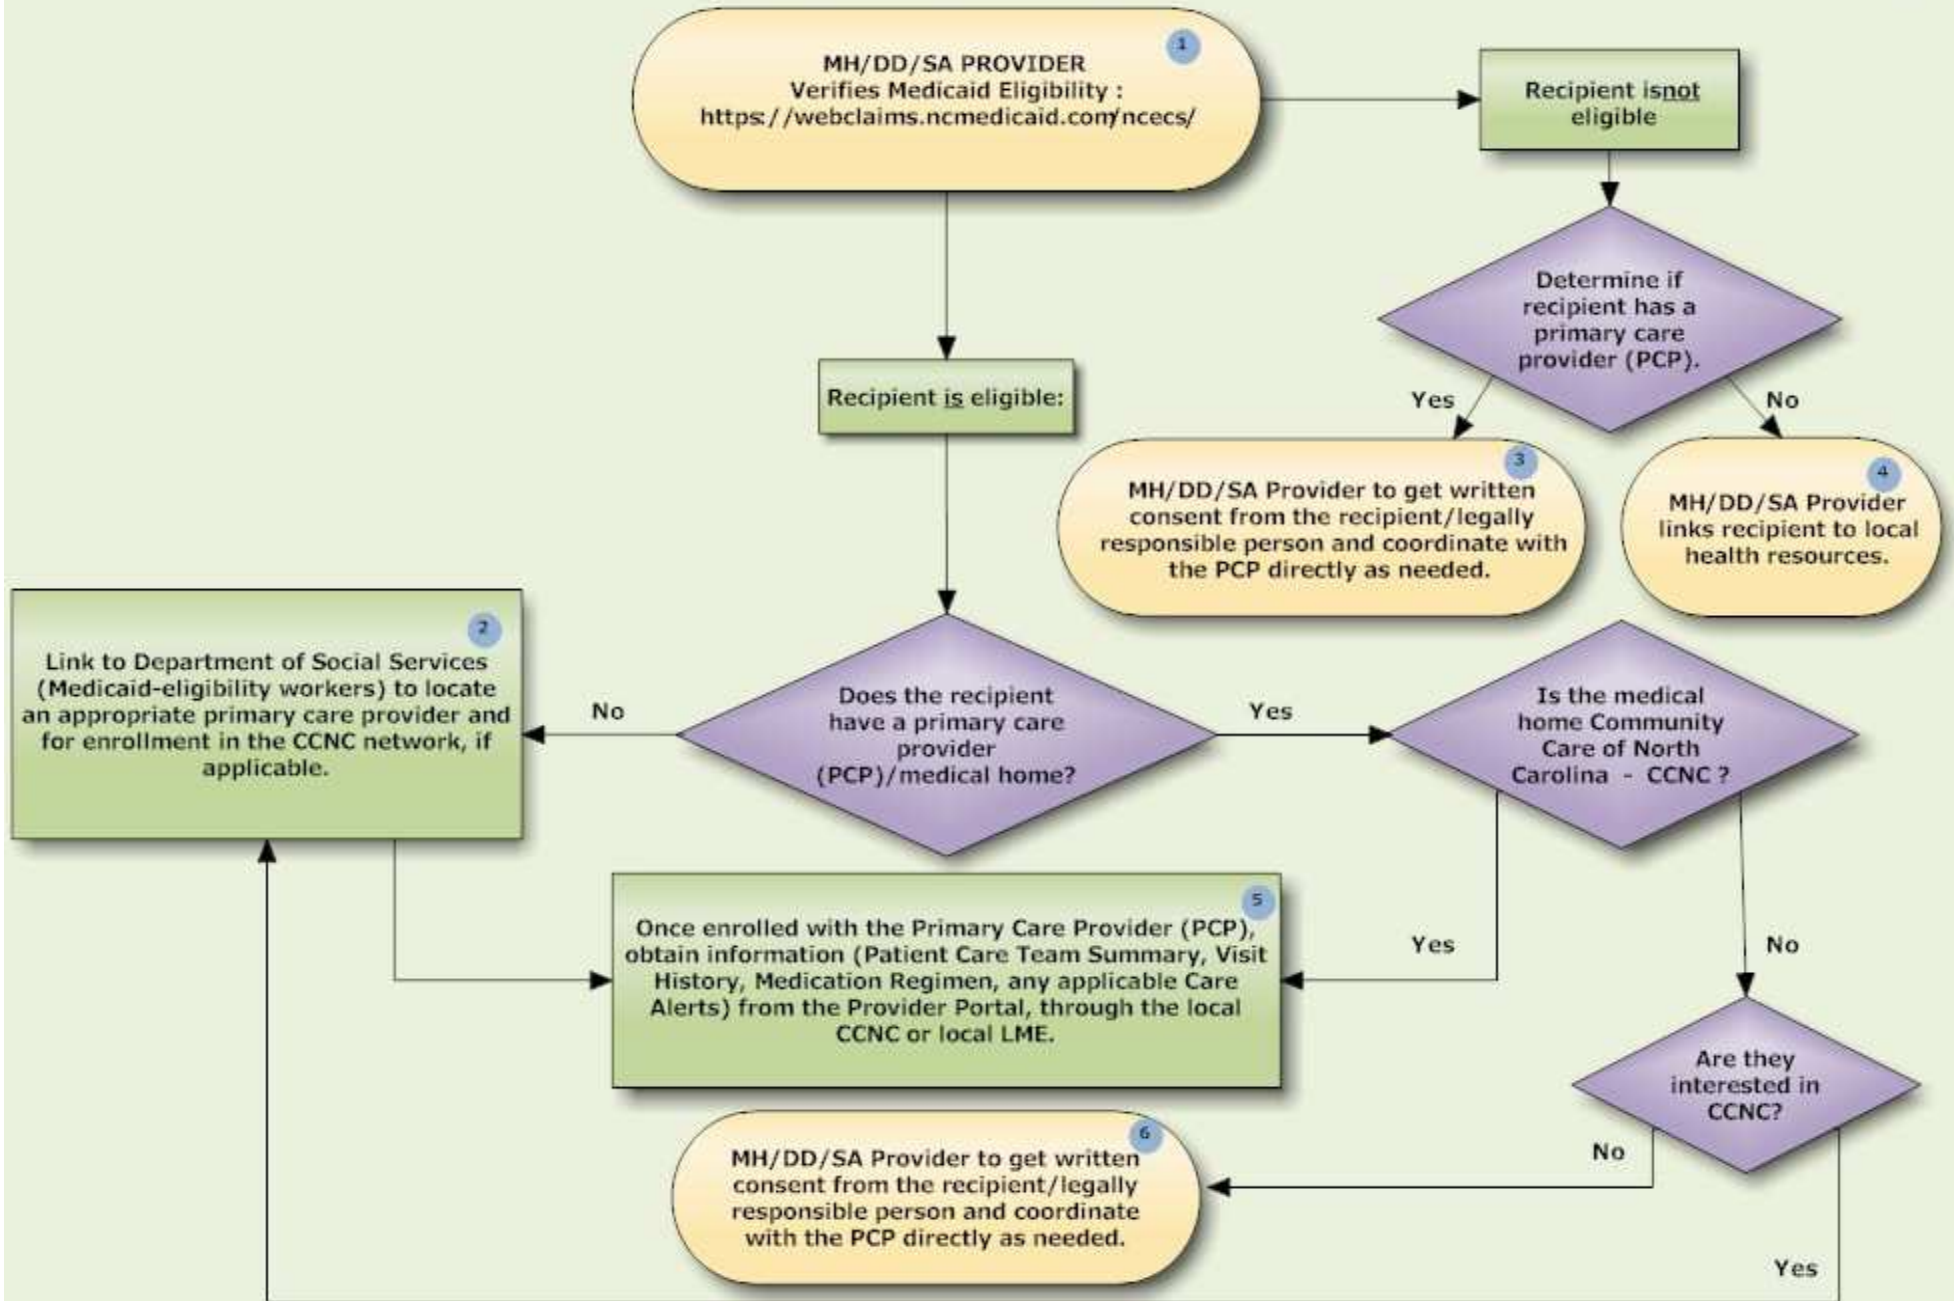 1
MH/DD/SA PROVIDER
Verifies Medicaid Eligibility :
https://webclaims.ncmedicaid.com/ncecs/
Recipient isnot
eligible
Determine if
recipient has a
primary care
provider (PCP).
Yes
No
Recipient is eligible:
3
MH/DD/SA Provider to get written
consent from the recipient/legally
responsible person and coordinate with
the PCP directly as needed.
4
MH/DD/SA Provider
links recipient to local
health resources.
2
Link to Department of Social Services
(Medicaid-eligibility workers) to locate
an appropriate primary care provider and
for enrollment in the CCNC network, if
applicable.
No
Does the recipient
have a primary care
provider
(PCP)/medical home?
Yes
Is the medical
home Community
Care of North
Carolina - CCNC ?
5
Once enrolled with the Primary Care Provider (PCP),
obtain information (Patient Care Team Summary, Visit
History, Medication Regimen, any applicable Care
Alerts) from the Provider Portal, through the local
CCNC or local LME.
Yes
No
Are they
interested in
CCNC?
6
MH/DD/SA Provider to get written
consent from the recipient/legally
responsible person and coordinate
with the PCP directly as needed.
No
Yes